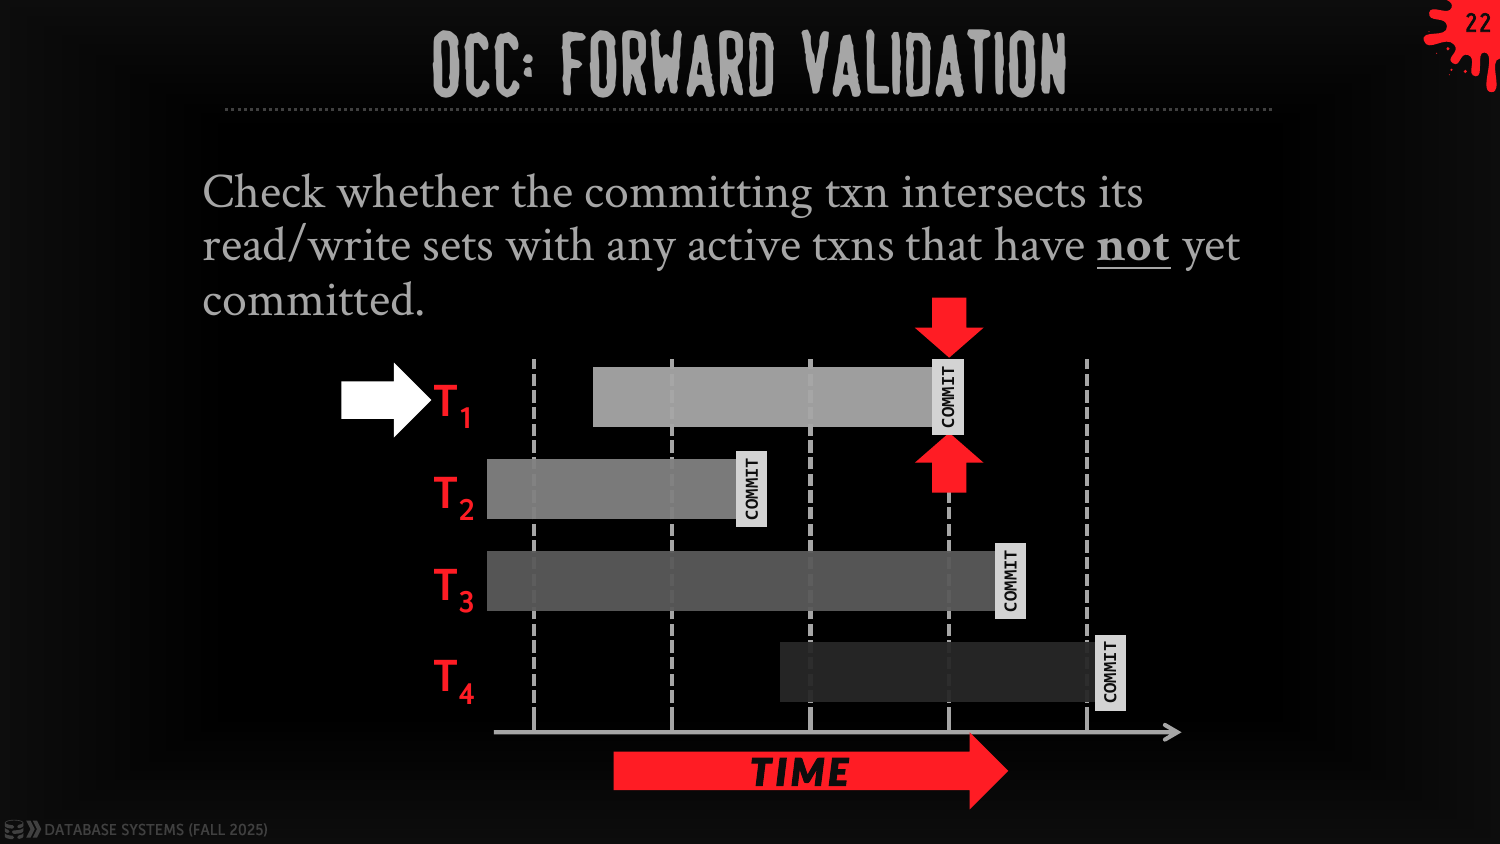 22
OCC: FORWARD VALIDATION
Check whether the committing txn intersects its
read/write sets with any active txns that have not yet
committed.
T1
COMMIT
T2
COMMIT
T3
COMMIT
T4
COMMIT
TIME
DATABASE SYSTEMS (FALL 2025)